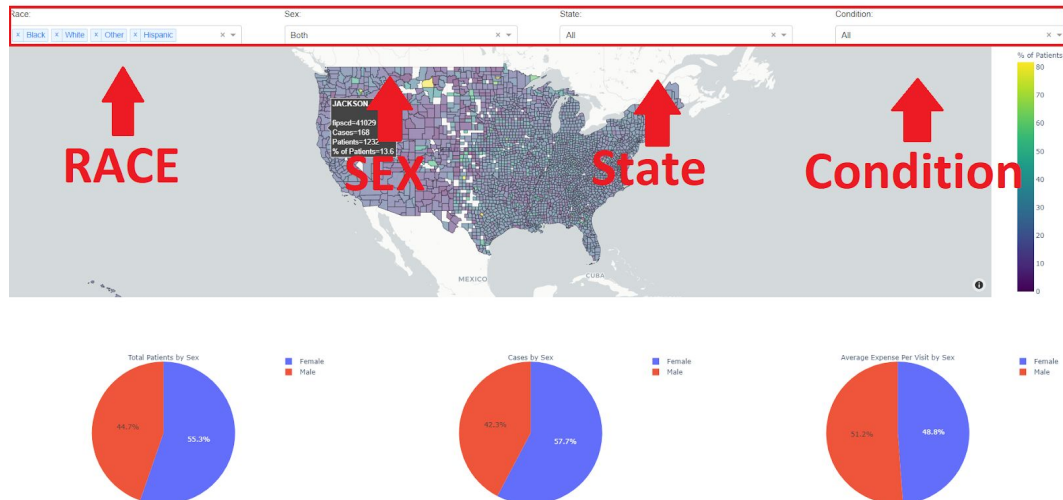 Race:
Sex:
State:
Condition:
× Black × White × Other × Hispanic
Both
All
All
% of Patients
80
70
60
50
40
30
20
10
0
JACKSON
fipscd=41029
Cases=168
Patients=1232
% of Patients=13.6
RACE
SEX
State
Condition
MEXICO
CUBA
Total Patients by Sex
Female
Male
44.7%
55.3%
Cases by Sex
Female
Male
42.3%
57.7%
Average Expense Per Visit by Sex
Female
Male
51.2%
48.8%